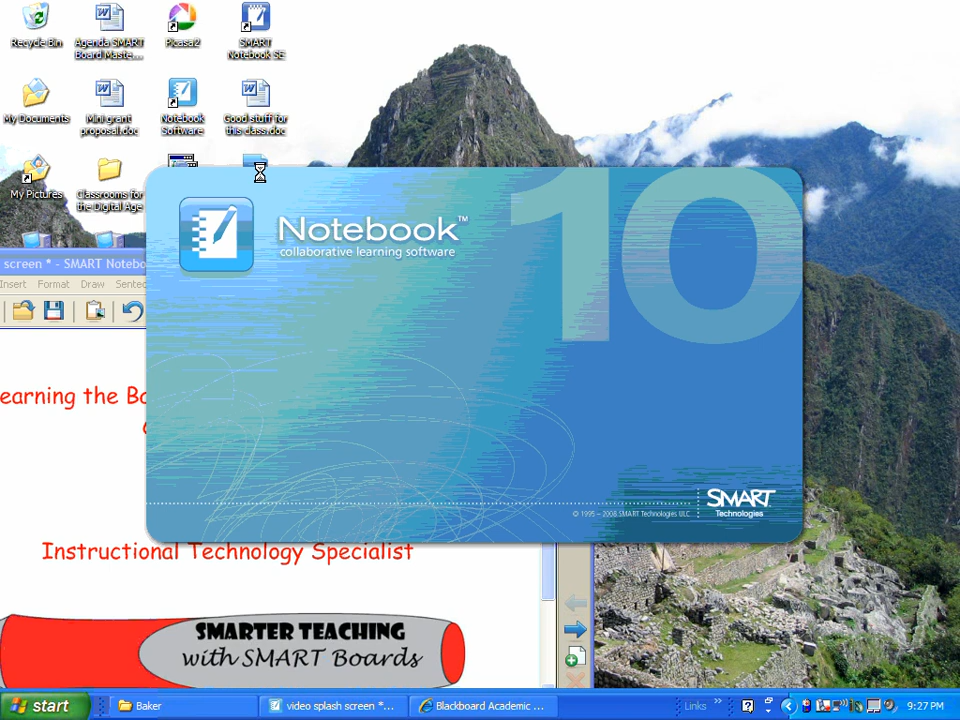 Recycle Bin
Agenda SMART
Board Maste...
Picasa2
SMART
Notebook SE
My Documents
Mini grant
proposal.doc
Notebook
Software
Good stuff for
this class.doc
My Pictures
Classrooms for
the Digital Age
10
Notebook™
collaborative learning software
screen * - SMART Notebo
Insert Format Draw Sentec
earning the Bo
© 1995 – 2008 SMART Technologies ULC
SMART
Technologies
Instructional Technology Specialist
SMARTER TEACHING
with SMART Boards
start
Baker
video splash screen *...
Blackboard Academic ...
Links
9:27 PM